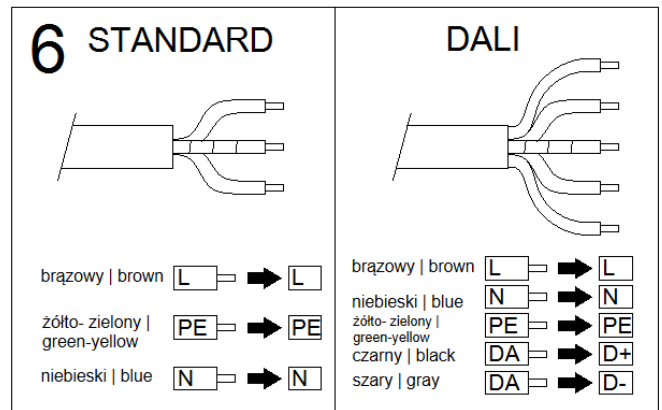 6 STANDARD
brązowy | brown L L
żółto- zielony |
green-yellow PE PE
niebieski | blue N N
DALI
brązowy | brown L L
niebieski | blue N N
żółto- zielony |
green-yellow PE PE
czarny | black DA D+
szary | gray DA D-